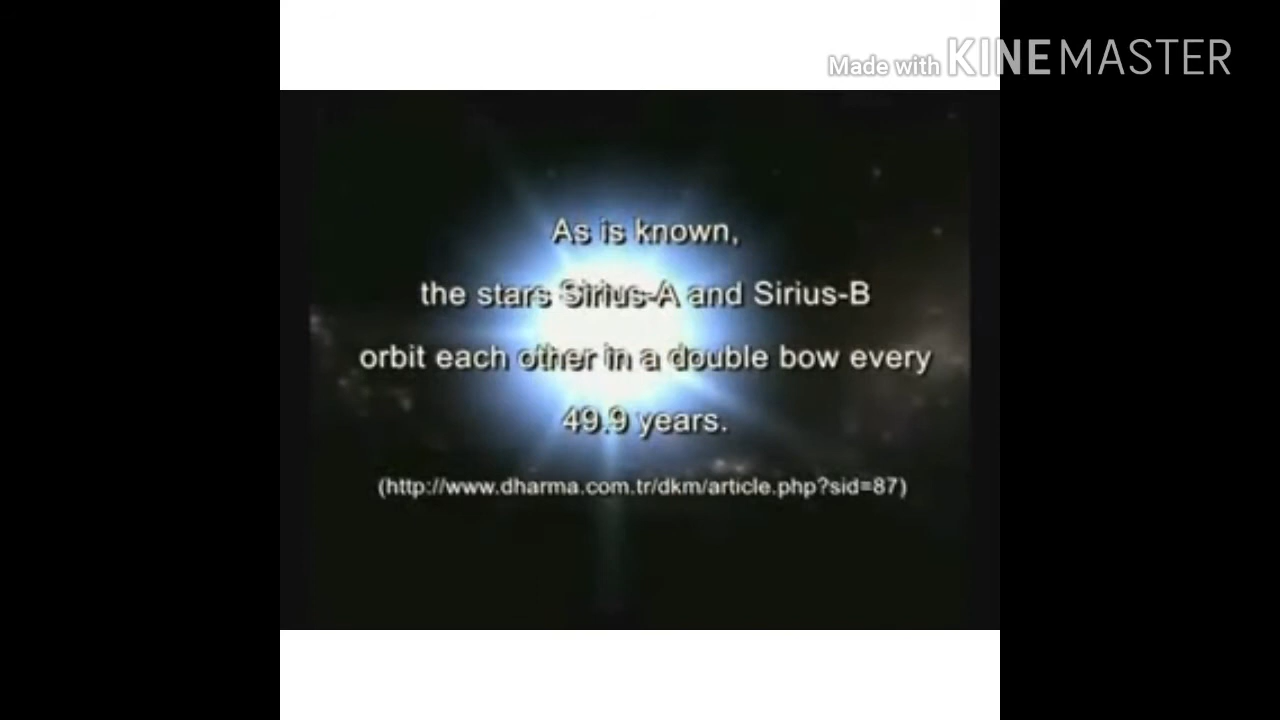 Made with KINEMASTER
As is known,
the stars Sirius-A and Sirius-B
orbit each other in a double bow every
49.9 years.
(http://www.dharma.com.tr/dkm/article.php?sid=87)